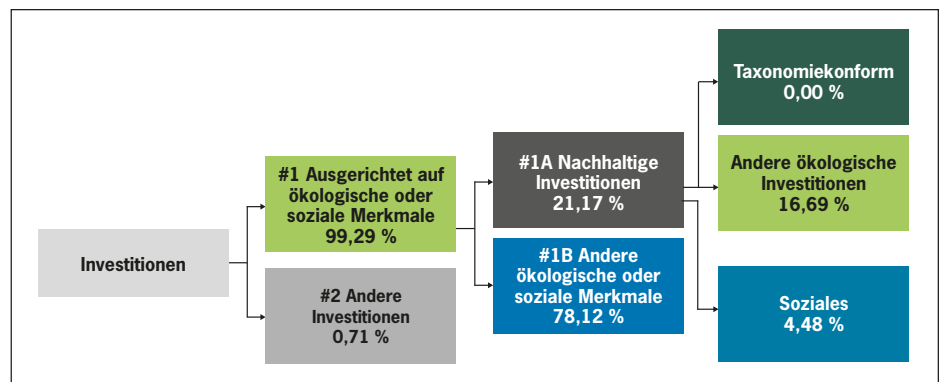 Investitionen
#1 Ausgerichtet auf
ökologische oder
soziale Merkmale
99,29 %
#2 Andere
Investitionen
0,71 %
#1A Nachhaltige
Investitionen
21,17 %
#1B Andere
ökologische oder
soziale Merkmale
78,12 %
Taxonomiekonform
0,00 %
Andere ökologische
Investitionen
16,69 %
Soziales
4,48 %